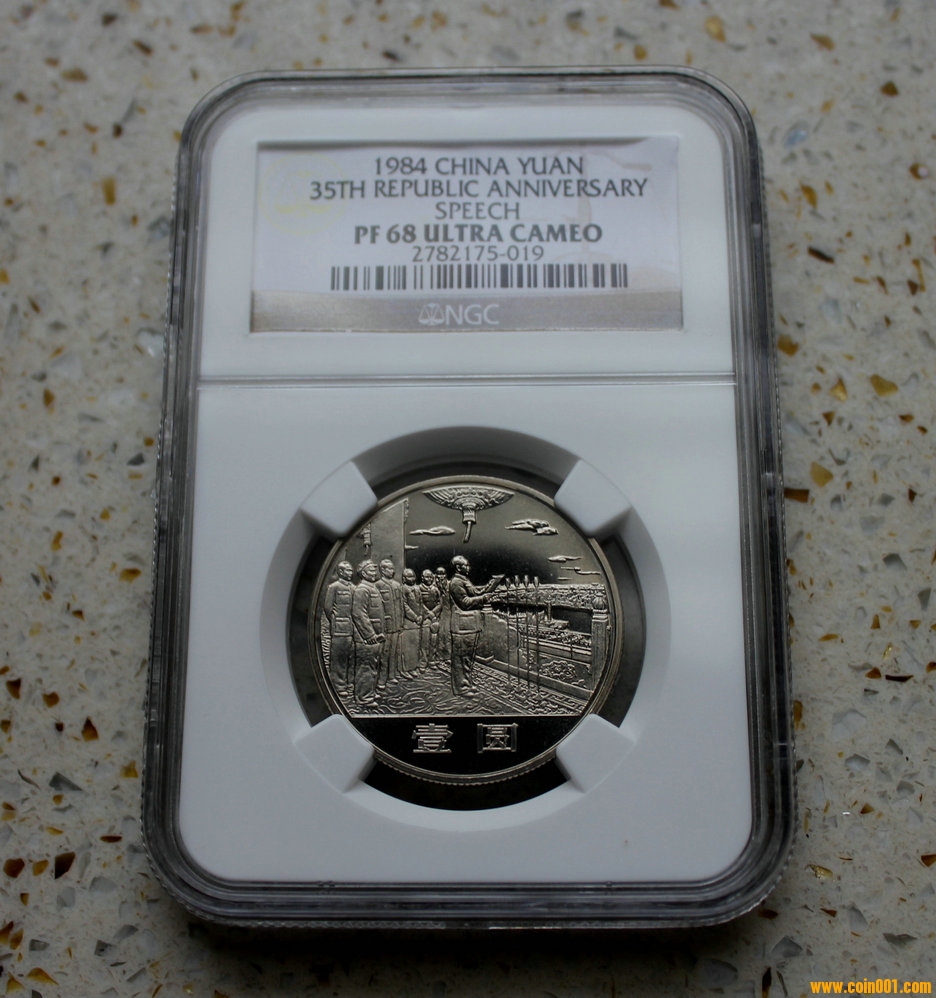 1984 CHINA YUAN
35TH REPUBLIC ANNIVERSARY
SPEECH
PF 68 ULTRA CAMEO
2782175-019
NGC
壹圆
www.coin001.com